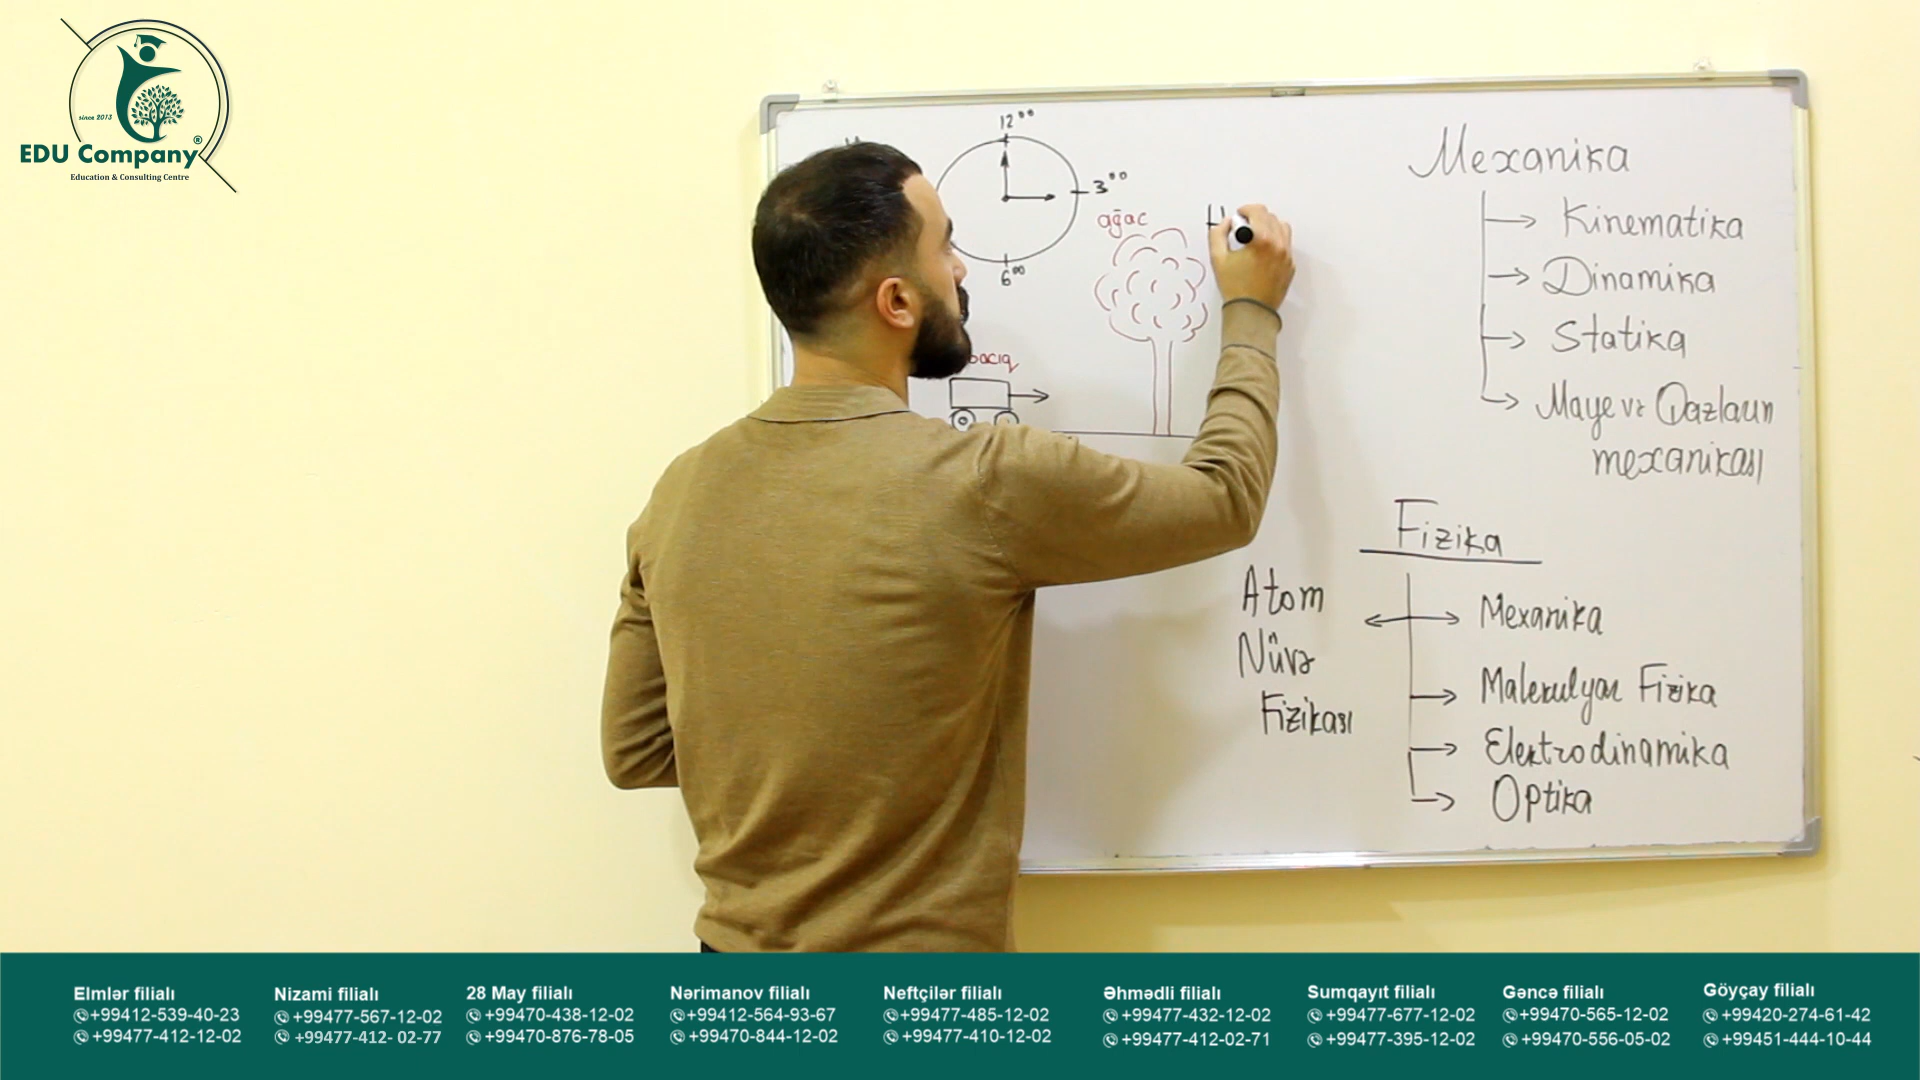 since 2013
EDU Company®
Education & Consulting Centre
12⁰⁰
3⁰⁰
6⁰⁰
ağac
Mexanika
Kinematika
Dinamika
Statika
Maye və Qazların
mexanikası
Fizika
Atom
Nüvə
Fizikası
Mexanika
Malekulyar Fizika
Elektrodinamika
Optika
Elmlər filialı
+99412-539-40-23
+99477-412-12-02
Nizami filialı
+99477-567-12-02
+99477-412- 02-77
28 May filialı
+99470-438-12-02
+99470-876-78-05
Nərimanov filialı
+99412-564-93-67
+99470-844-12-02
Neftçilər filialı
+99477-485-12-02
+99477-410-12-02
Əhmədli filialı
+99477-432-12-02
+99477-412-02-71
Sumqayıt filialı
+99477-677-12-02
+99477-395-12-02
Gəncə filialı
+99470-565-12-02
+99470-556-05-02
Göyçay filialı
+99420-274-61-42
+99451-444-10-44